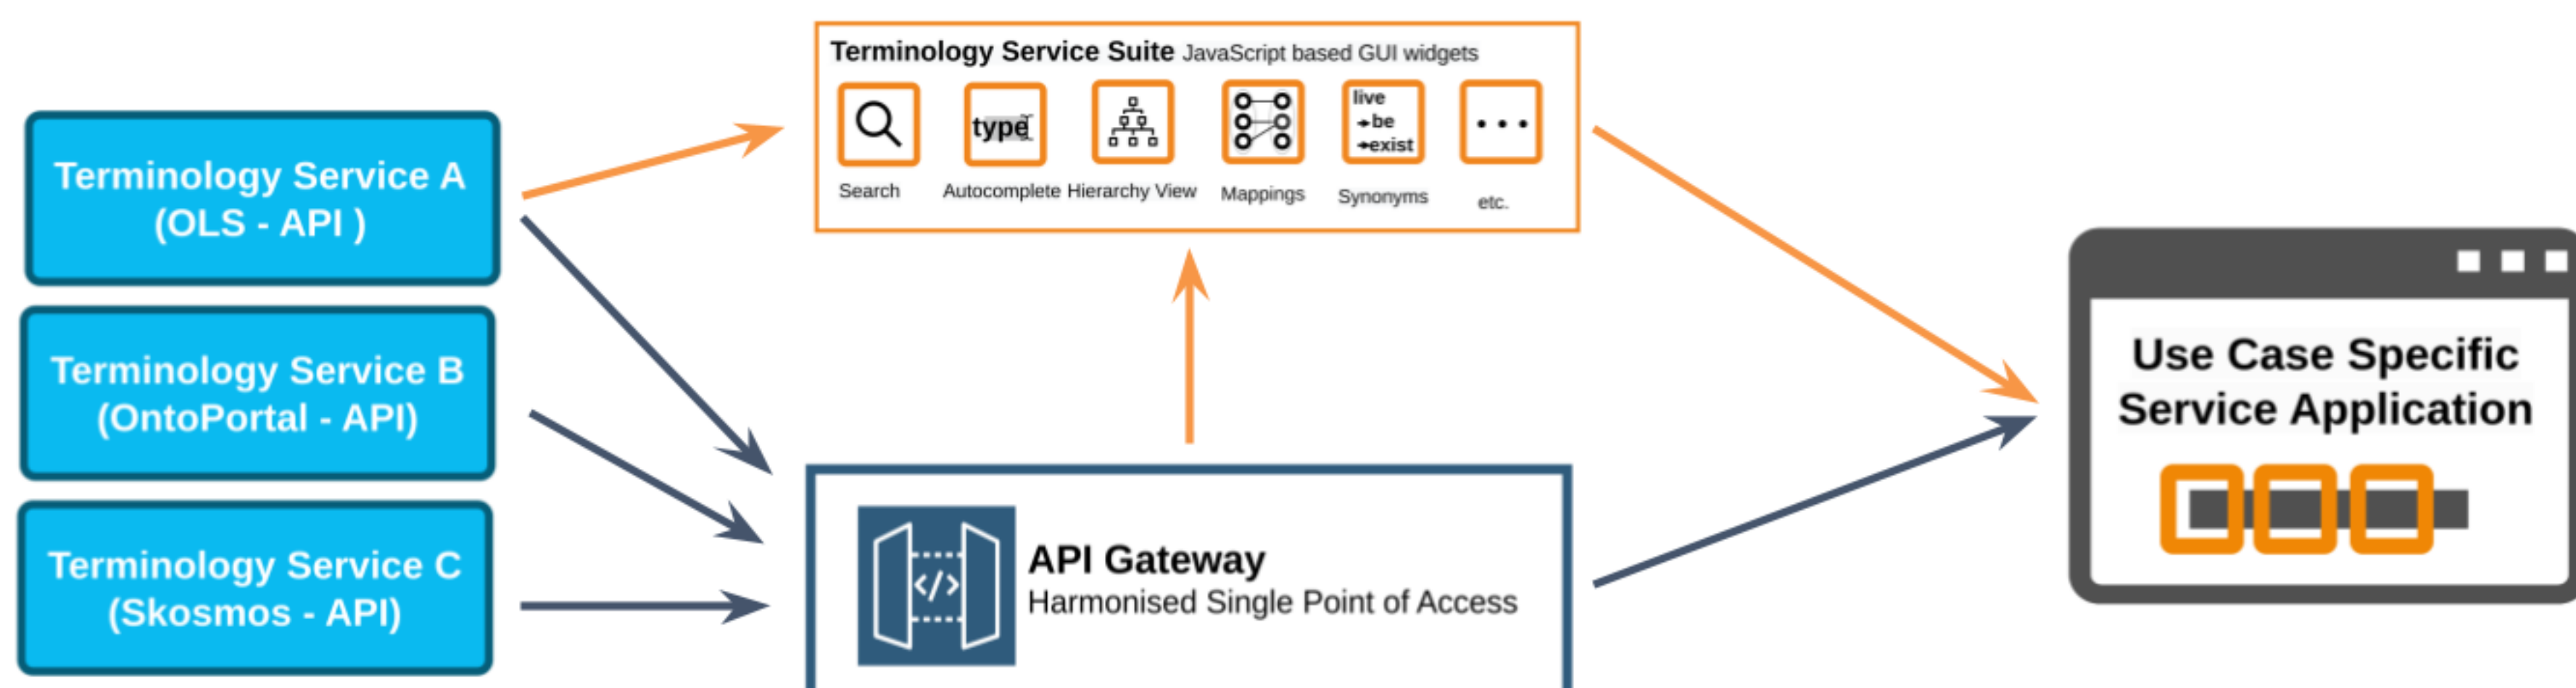 Terminology Service Suite JavaScript based GUI widgets
type
live
be
exist
Search
Autocomplete
Hierarchy View
Mappings
Synonyms
etc.
Terminology Service A
(OLS - API )
Terminology Service B
(OntoPortal - API)
Terminology Service C
(Skosmos - API)
</>
API Gateway
Harmonised Single Point of Access
Use Case Specific
Service Application